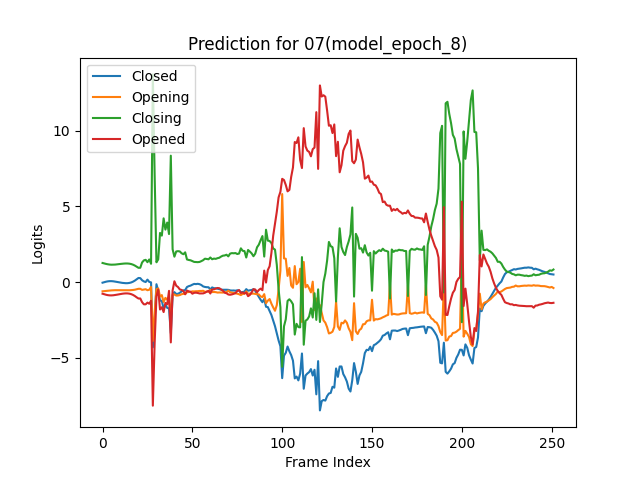 Prediction for 07(model_epoch_8)
Closed
Opening
Closing
Opened
Logits
10
5
0
−5
0
50
100
150
200
250
Frame Index